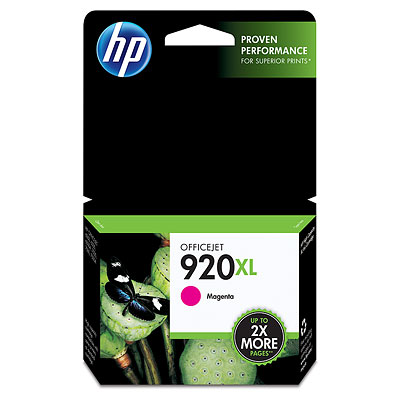 hp
PROVEN
PERFORMANCE
FOR SUPERIOR PRINTS*
OFFICEJET
920XL
Magenta
UP TO
2X
MORE
PAGES**